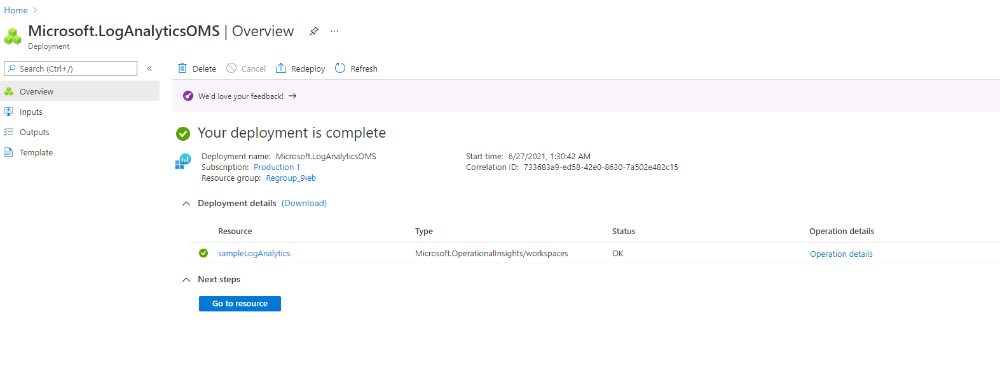 Home
Microsoft.LogAnalyticsOMS | Overview
Deployment
Search (Ctrl+/)
Overview
Inputs
Outputs
Template
Delete Cancel Redeploy Refresh
We'd love your feedback!
Your deployment is complete
Deployment name: Microsoft.LogAnalyticsOMS
Subscription: Production 1
Resource group: Regroup_9ieb
Start time: 6/27/2021, 1:30:42 AM
Correlation ID: 733683a9-ed58-42e0-8630-7a502e482c15
Deployment details (Download)
Resource Type Status Operation details
sampleLogAnalytics Microsoft.OperationalInsights/workspaces OK Operation details
Next steps
Go to resource